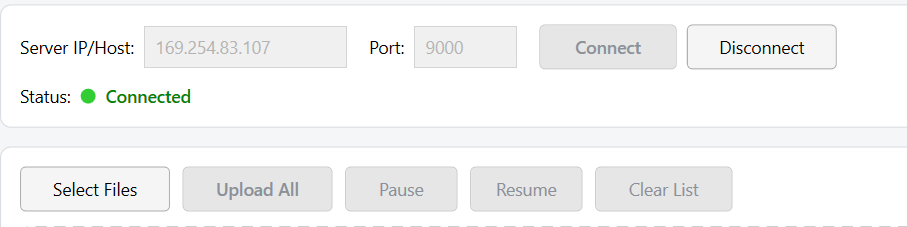 Server IP/Host: 169.254.83.107 Port: 9000 Connect Disconnect
Status: Connected
Select Files Upload All Pause Resume Clear List